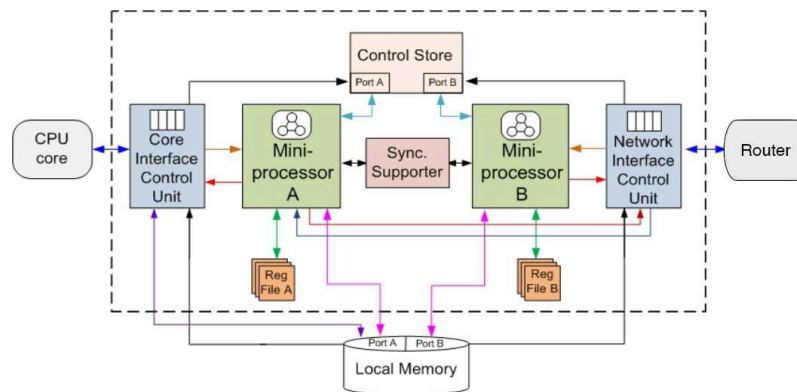 Control Store
Port A
Port B
CPU
core
Core
Interface
Control
Unit
Mini-
processor
A
Sync.
Supporter
Mini-
processor
B
Network
Interface
Control
Unit
Router
Reg
File A
Reg
File B
Port A
Port B
Local Memory